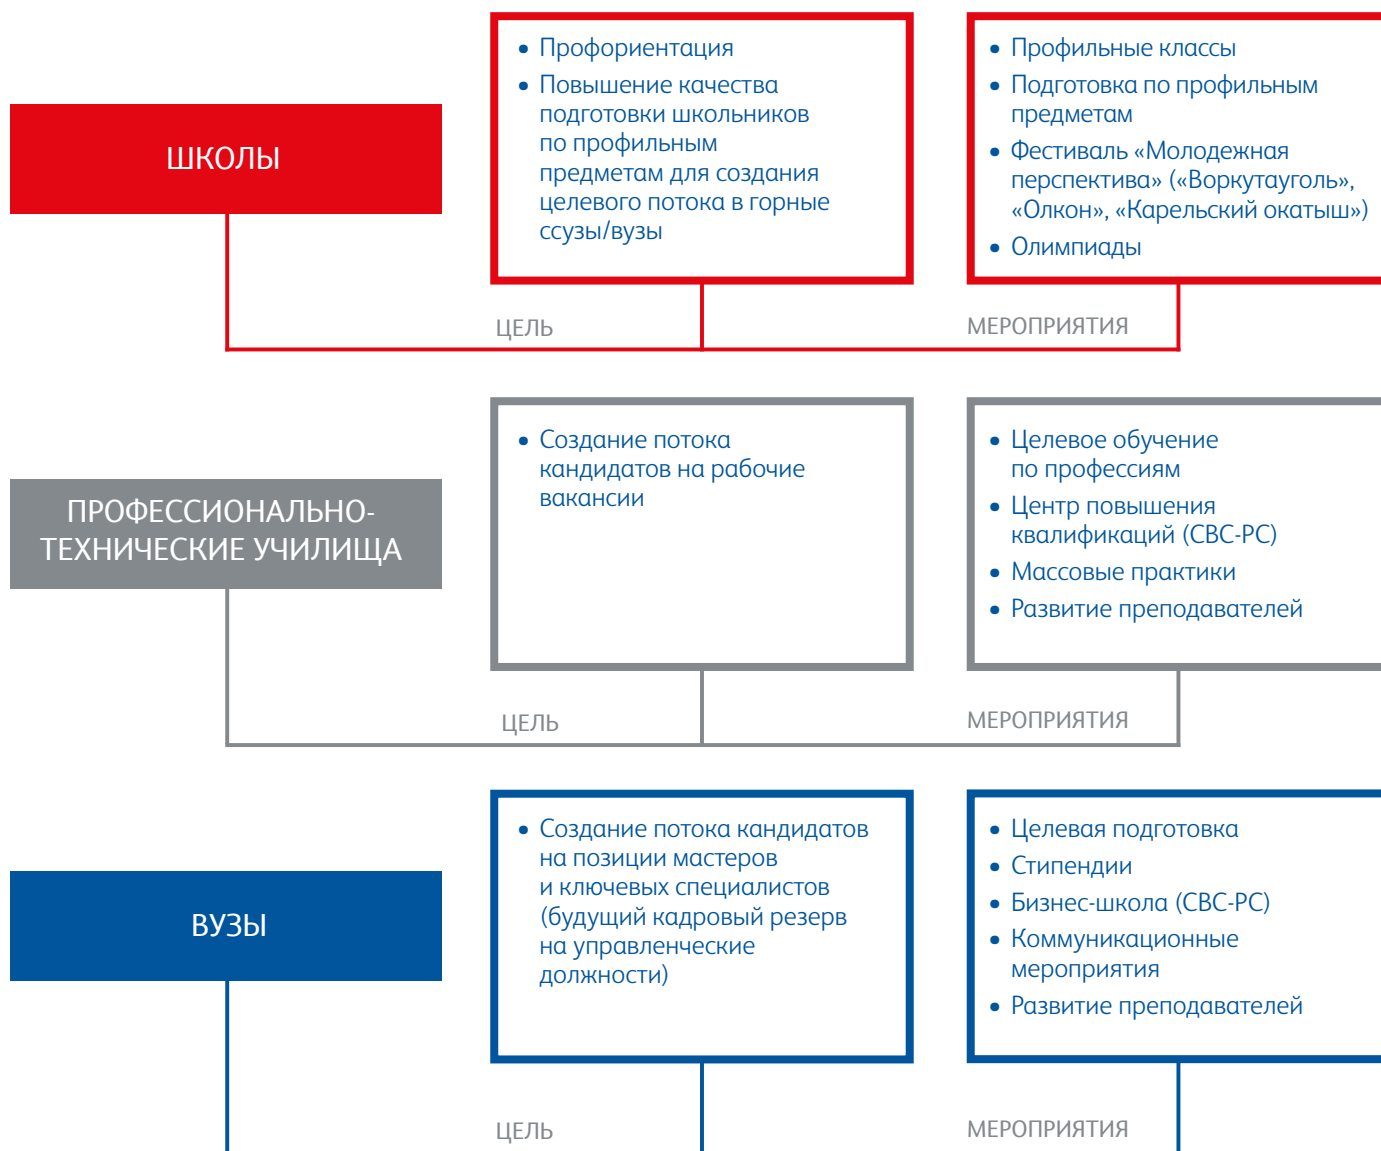 ШКОЛЫ
• Профориентация
• Повышение качества
подготовки школьников
по профильным
предметам для создания
целевого потока в горные
ссузы/вузы
ЦЕЛЬ
• Профильные классы
• Подготовка по профильным
предметам
• Фестиваль «Молодежная
перспектива» («Воркутауголь»,
«Олкон», «Карельский окатыш»)
• Олимпиады
МЕРОПРИЯТИЯ
ПРОФЕССИОНАЛЬНО-
ТЕХНИЧЕСКИЕ УЧИЛИЩА
• Создание потока
кандидатов на рабочие
вакансии
ЦЕЛЬ
• Целевое обучение
по профессиям
• Центр повышения
квалификаций (СВС-РС)
• Массовые практики
• Развитие преподавателей
МЕРОПРИЯТИЯ
ВУЗЫ
• Создание потока кандидатов
на позиции мастеров
и ключевых специалистов
(будущий кадровый резерв
на управленческие
должности)
ЦЕЛЬ
• Целевая подготовка
• Стипендии
• Бизнес-школа (СВС-РС)
• Коммуникационные
мероприятия
• Развитие преподавателей
МЕРОПРИЯТИЯ